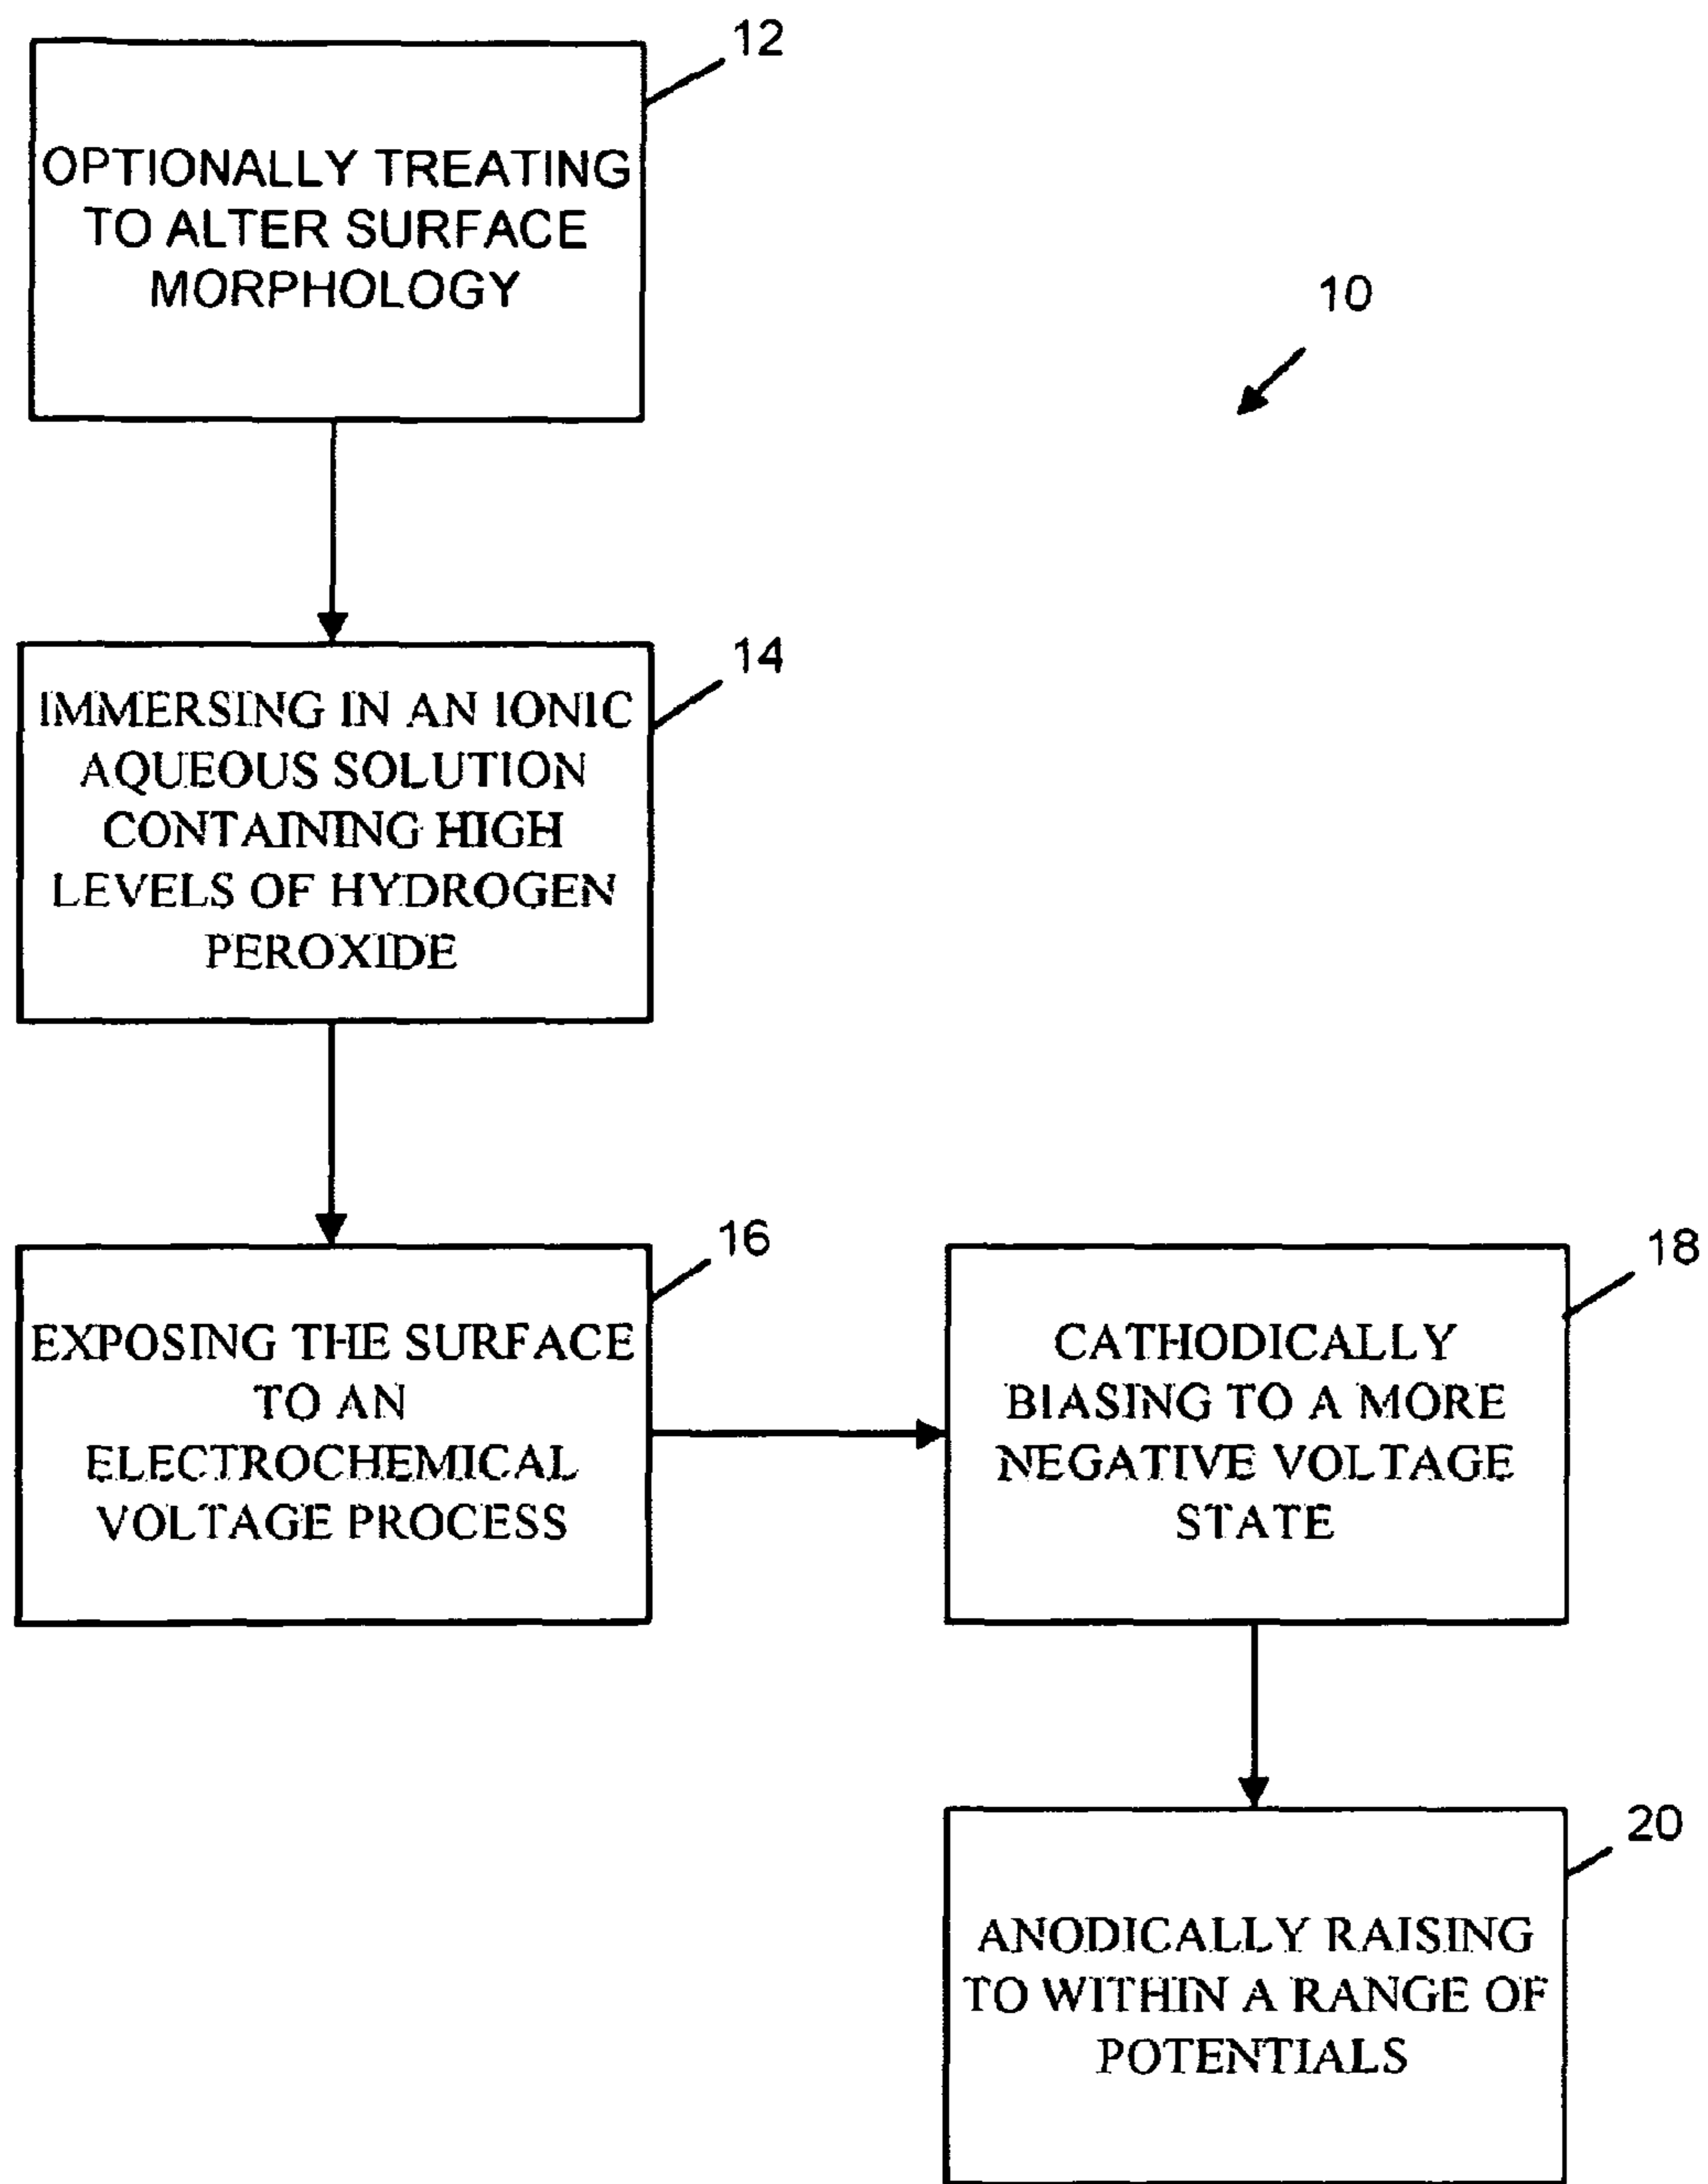 12
OPTIONALLY TREATING
TO ALTER SURFACE
MORPHOLOGY
10
14
IMMERSING IN AN IONIC
AQUEOUS SOLUTION
CONTAINING HIGH
LEVELS OF HYDROGEN
PEROXIDE
16
EXPOSING THE SURFACE
TO AN
ELECTROCHEMICAL
VOLTAGE PROCESS
18
CATHODICALLY
BIASING TO A MORE
NEGATIVE VOLTAGE
STATE
20
ANODICALLY RAISING
TO WITHIN A RANGE OF
POTENTIALS